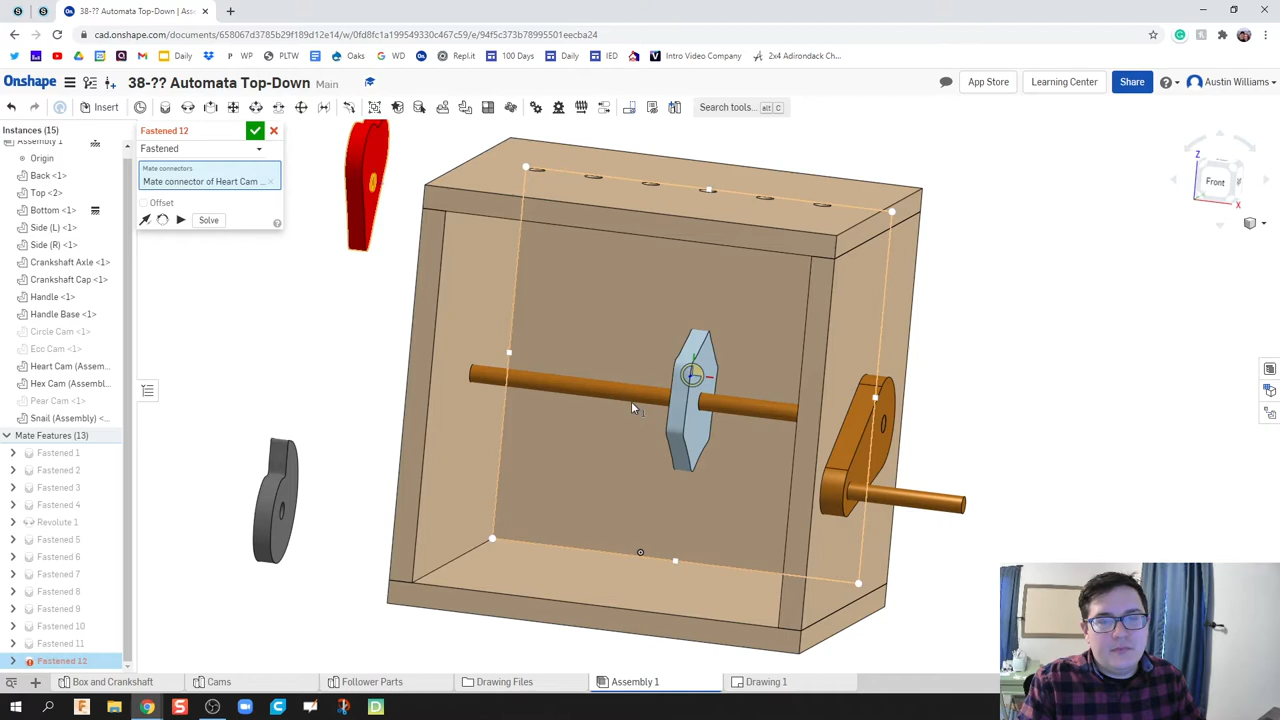 38-?? Automata Top-Down | Ass
cad.onshape.com/documents/658067d3785b29f189d12e14/w/0fd8fc1a199549330c467c59/e/94f5c373b78995501eecba24
Daily
Oaks
WD
PLTW
Repl.it
100 Days
Daily
IED
Intro Video Company
2x4 Adirondack Cha...
Onshape
38-?? Automata Top-Down
Main
App Store
Learning Center
Share
Austin Williams
Insert
Search tools...
alt
C
Instances (15)
Assembly 1
Origin
Back <1>
Top <2>
Bottom <1>
Side (L) <1>
Side (R) <1>
Crankshaft Axle <1>
Crankshaft Cap <1>
Handle <1>
Handle Base <1>
Circle Cam <1>
Ecc Cam <1>
Heart Cam (Assem...
Hex Cam (Assembl...
Pear Cam <1>
Snail (Assembly) <...
Mate Features (13)
Fastened 1
Fastened 2
Fastened 3
Fastened 4
Revolute 1
Fastened 5
Fastened 6
Fastened 7
Fastened 8
Fastened 9
Fastened 10
Fastened 11
Fastened 12
Fastened 12
Fastened
Mate connectors
Mate connector of Heart Cam ...
Offset
Solve
Z
Front
X
Box and Crankshaft
Cams
Follower Parts
Drawing Files
Assembly 1
Drawing 1